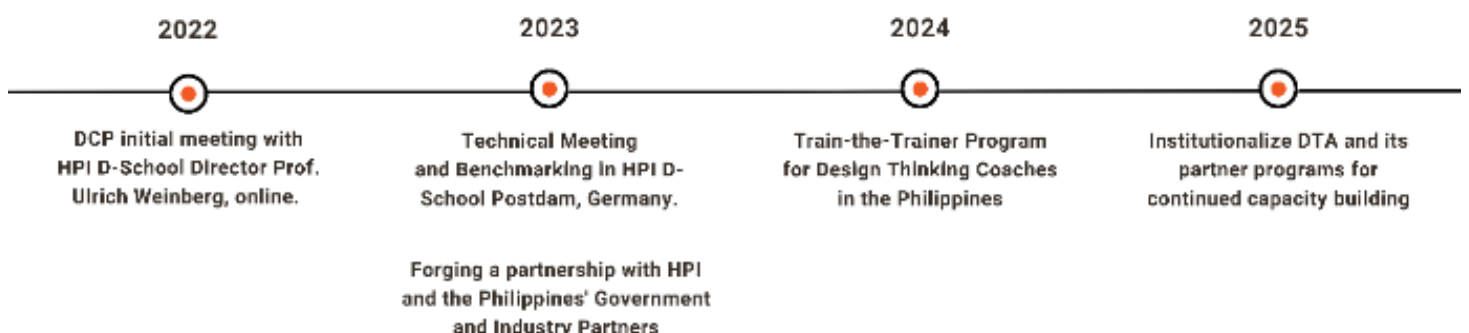 2022
DCP initial meeting with
HPI D-School Director Prof.
Ulrich Weinberg, online.
2023
Technical Meeting
and Benchmarking in HPI D-
School Postdam, Germany.
Forging a partnership with HPI
and the Philippines' Government
and Industry Partners
2024
Train-the-Trainer Program
for Design Thinking Coaches
in the Philippines
2025
Institutionalize DTA and its
partner programs for
continued capacity building